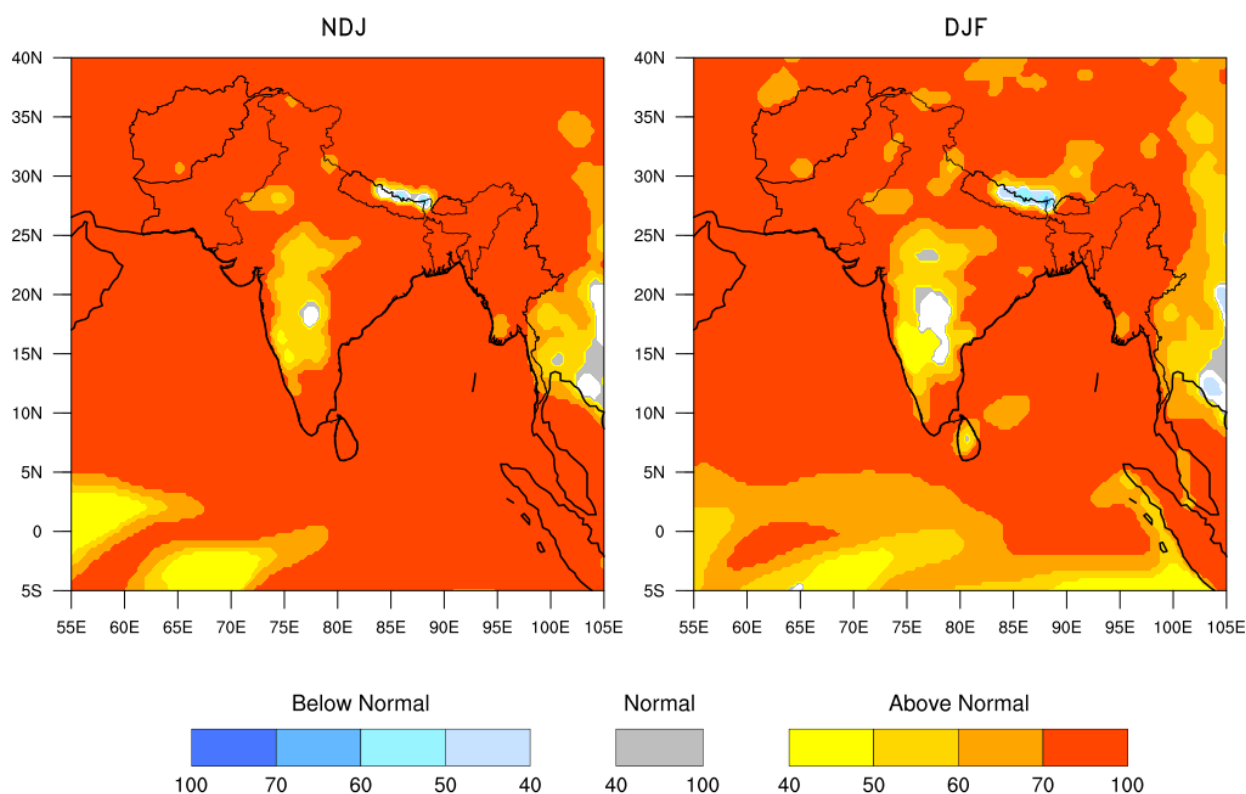 NDJ
DJF
40N
35N
30N
25N
20N
15N
10N
5N
0
5S
55E 60E 65E 70E 75E 80E 85E 90E 95E 100E 105E
40N
35N
30N
25N
20N
15N
10N
5N
0
5S
55E 60E 65E 70E 75E 80E 85E 90E 95E 100E 105E
Below Normal
Normal
Above Normal
100 70 60 50 40
40 100
40 50 60 70 100